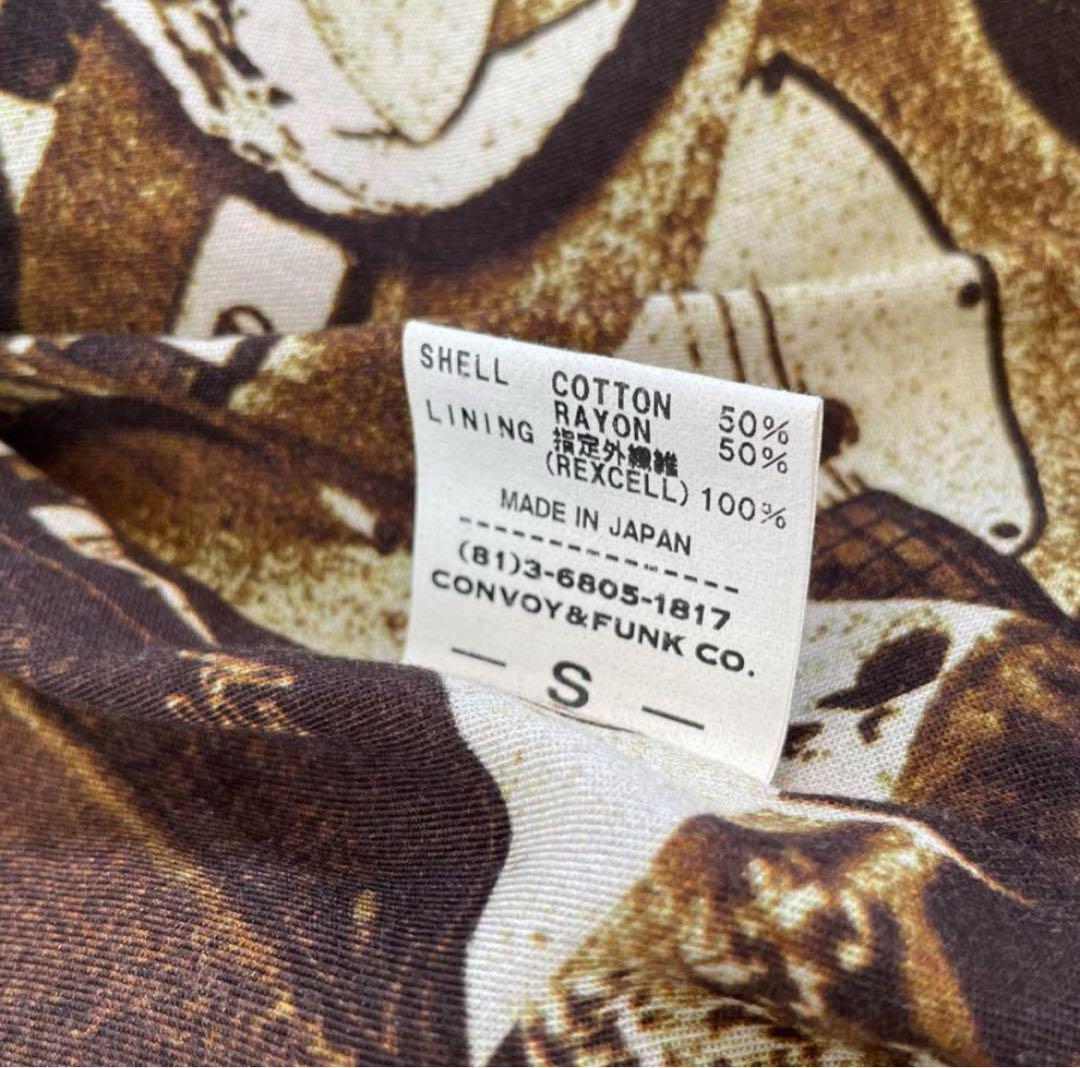 SHELL COTTON 50%
RAYON 50%
LINING 指定外繊維
(REXCELL) 100%
MADE IN JAPAN
(81)3-6805-1817
CONVOY&FUNK CO.
— S —